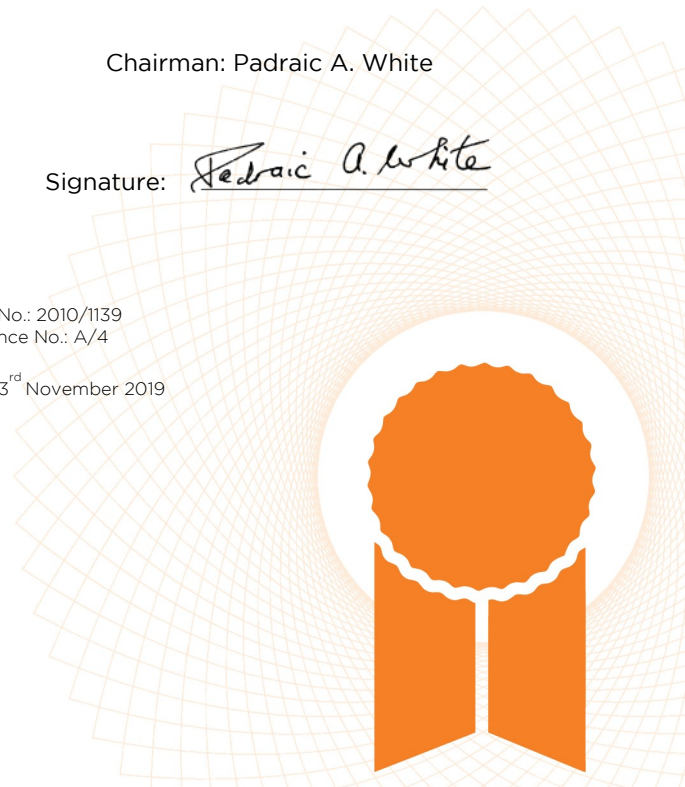 Chairman: Padraic A. White
Signature: Padraic A. White
No.: 2010/1139
nce No.: A/4
3rd November 2019